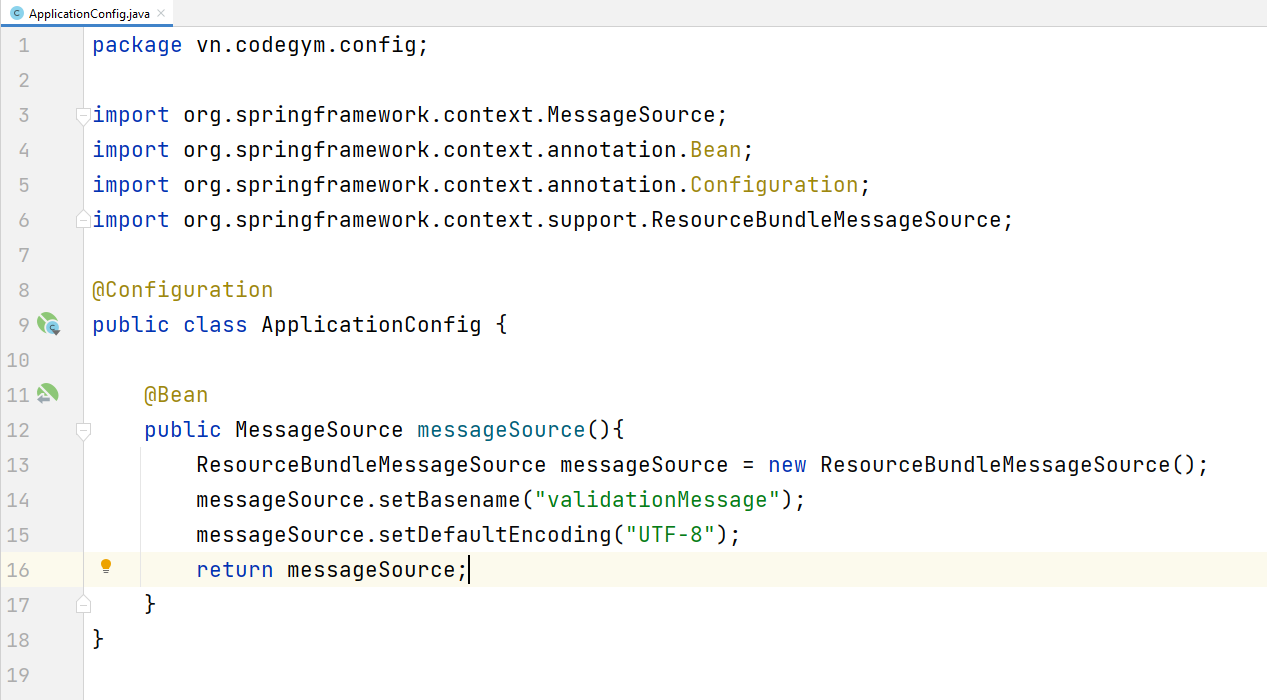 ApplicationConfig.java
1 package vn.codegym.config;
2
3 import org.springframework.context.MessageSource;
4 import org.springframework.context.annotation.Bean;
5 import org.springframework.context.annotation.Configuration;
6 import org.springframework.context.support.ResourceBundleMessageSource;
7
8 @Configuration
9 public class ApplicationConfig {
10
11     @Bean
12     public MessageSource messageSource(){
13         ResourceBundleMessageSource messageSource = new ResourceBundleMessageSource();
14         messageSource.setBasename("validationMessage");
15         messageSource.setDefaultEncoding("UTF-8");
16         return messageSource;
17     }
18 }
19